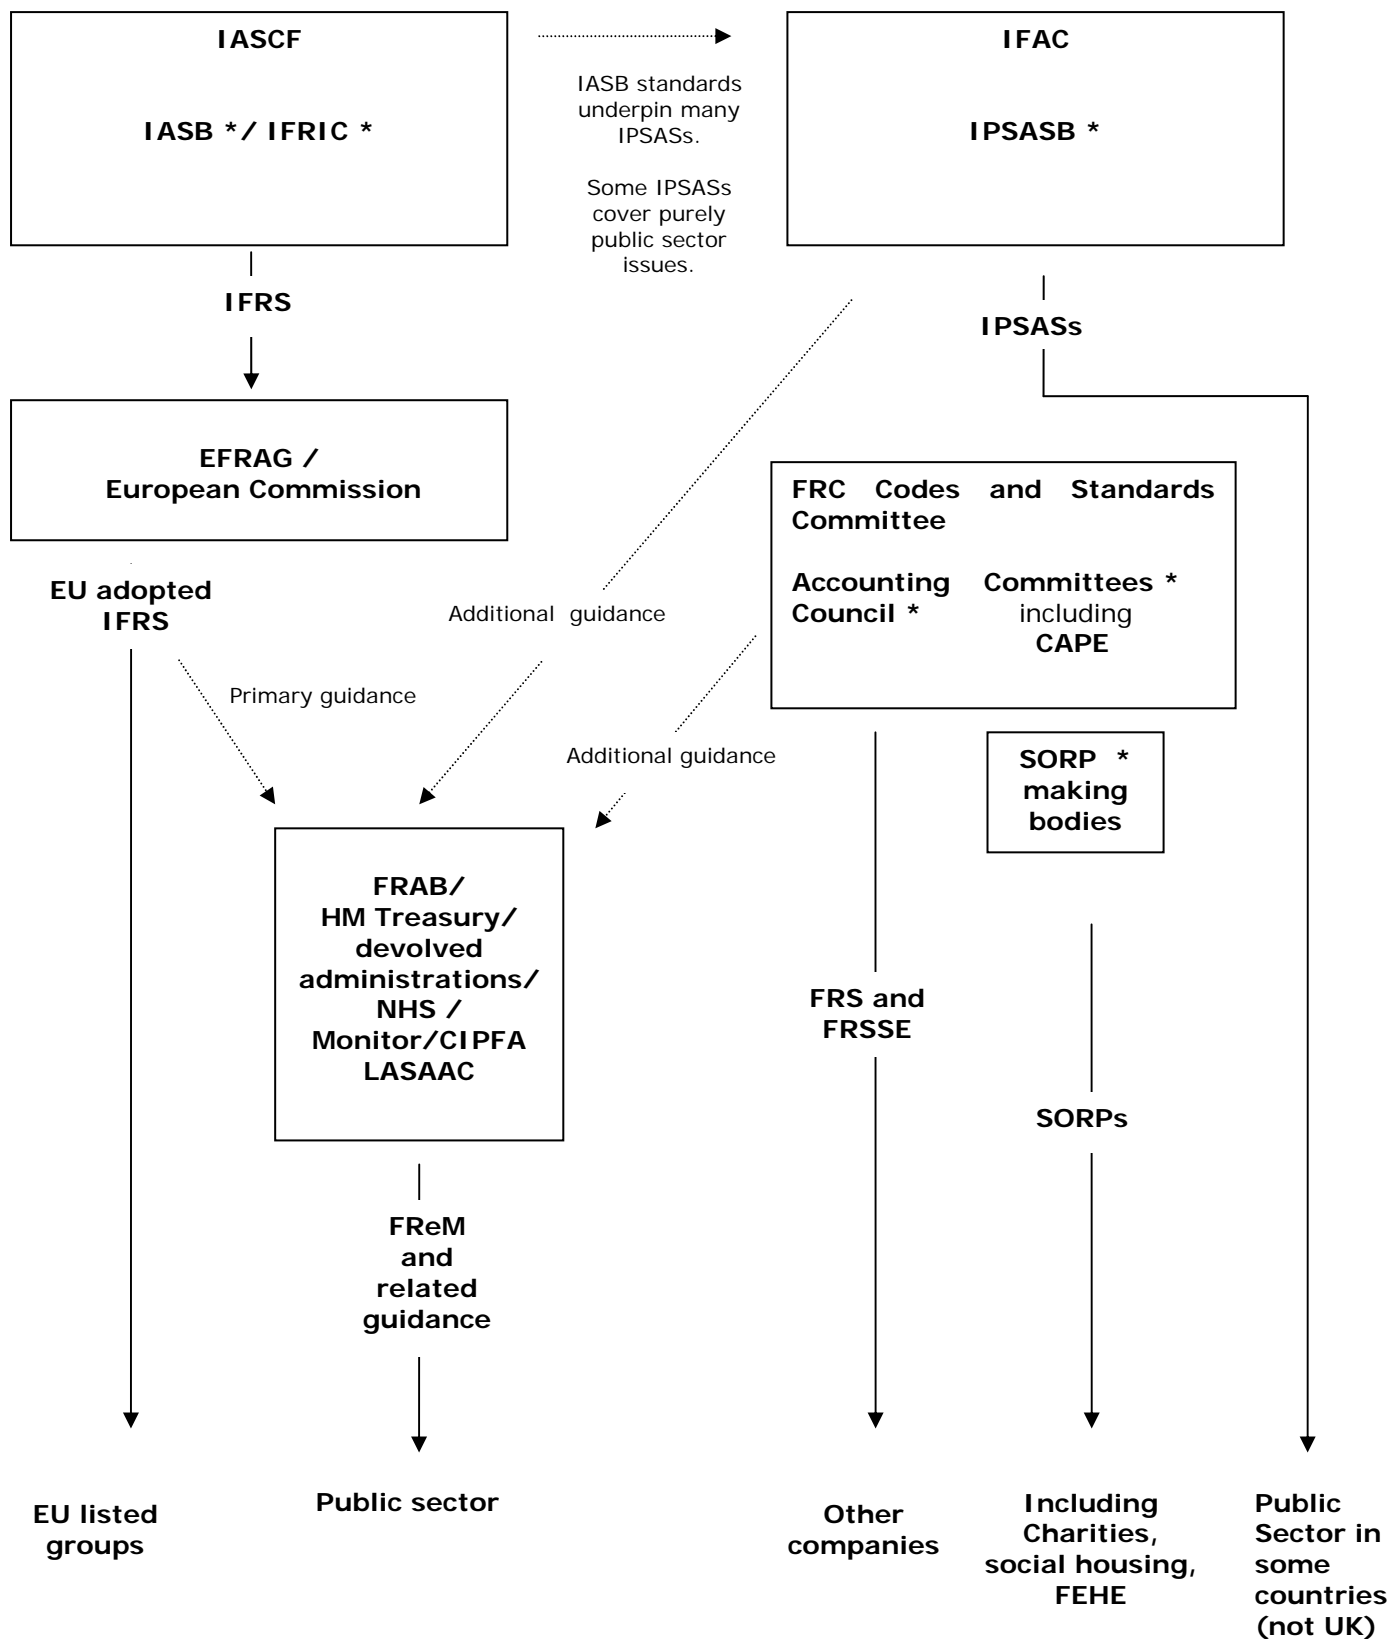 IASCF
IASB */ IFRIC *
IASB standards
underpin many
IPSASs.
Some IPSASs
cover purely
public sector
issues.
IFAC
IPSASB *
IFRS
IPSASs
EFRAG /
European Commission
FRC Codes and Standards
Committee
Accounting Committees *
Council * including
CAPE
EU adopted
IFRS
Additional guidance
Primary guidance
Additional guidance
SORP *
making
bodies
FRAB/
HM Treasury/
devolved
administrations/
NHS /
Monitor/CIPFA
LASAAC
FRS and
FRSSE
SORPs
FReM
and
related
guidance
EU listed
groups
Public sector
Other
companies
Including
Charities,
social housing,
FEHE
Public
Sector in
some
countries
(not UK)